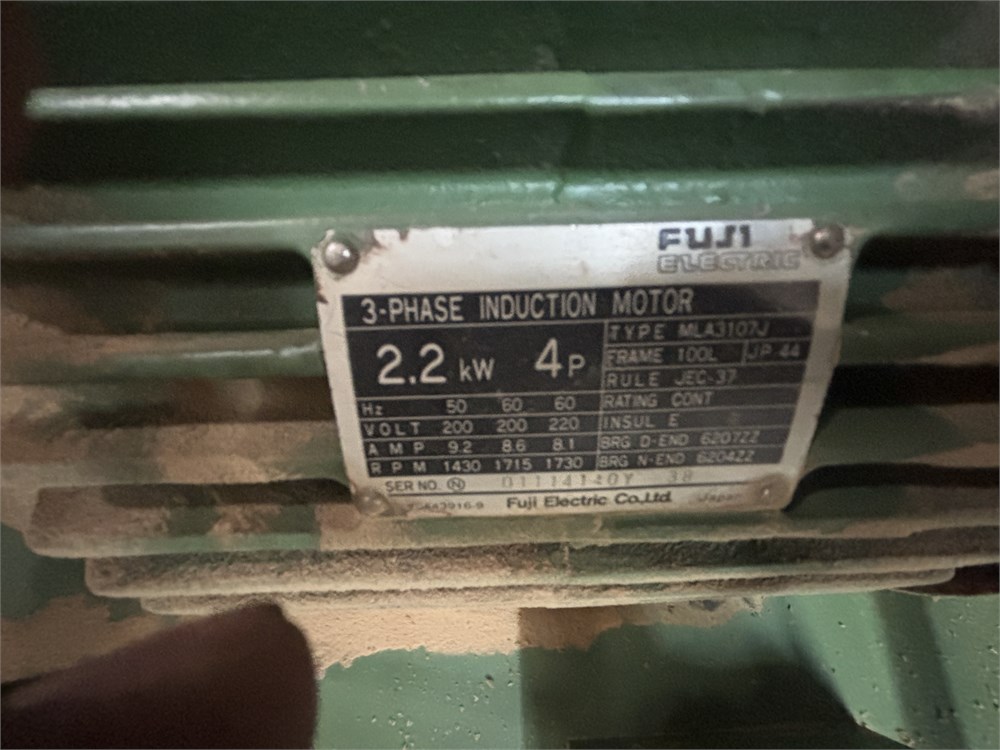 FUJI
ELECTRIC
3-PHASE INDUCTION MOTOR
2.2 kW 4P
TYPE MLA3107J
FRAME 100L JP 44
RULE JEC-37
Hz 50 60 60
RATING CONT
VOLT 200 200 220
INSUL E
AMP 9.2 8.6 8.1
BRG D-END 6207ZZ
RPM 1430 1715 1730
BRG N-END 6204ZZ
SER NO. N
Fuji Electric Co.,Ltd. Japan